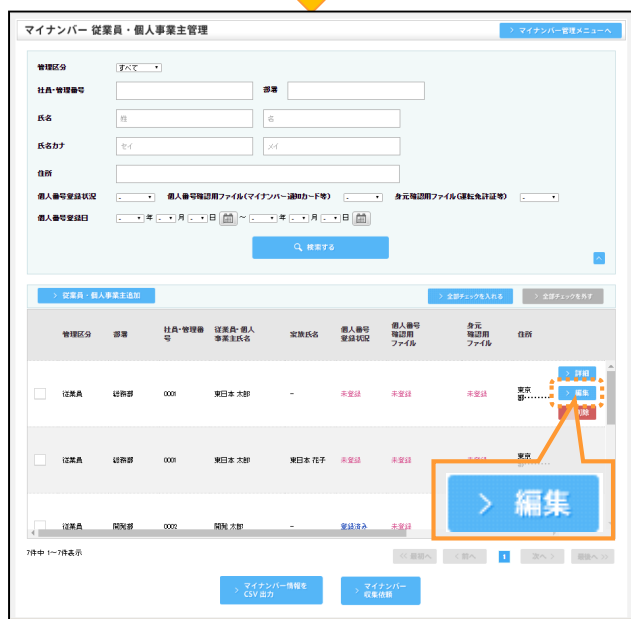 マイナンバー 従業員・個人事業主管理
> マイナンバー管理メニューへ
管理区分 すべて
社員・管理番号 部署
氏名 姓 名
氏名カナ セイ メイ
住所
個人番号登録状況 - 個人番号確認用ファイル(マイナンバー通知カード等) - 身元確認用ファイル(運転免許証等) -
個人番号登録日 - 年 - 月 - 日 ~ - 年 - 月 - 日
検索する
> 従業員・個人事業主追加 > 全部チェックを入れる > 全部チェックを外す
管理区分 部署 社員・管理番号 従業員・個人事業主氏名 家族氏名 個人番号登録状況 個人番号確認用ファイル 身元確認用ファイル 住所
> 詳細
従業員 総務部 0001 東日本 太郎 - 未登録 未登録 未登録 東京都……… > 編集
削除
従業員 総務部 0001 東日本 太郎 東日本 花子 未登録 未登録 未登録 東京都………
> 編集
従業員 開発部 0002 開発 太郎 - 登録済み 未登録
7件中 1~7件表示 << 最初へ < 前へ 1 次へ > 最後へ >>
> マイナンバー情報を
CSV 出力
> マイナンバー
収集依頼